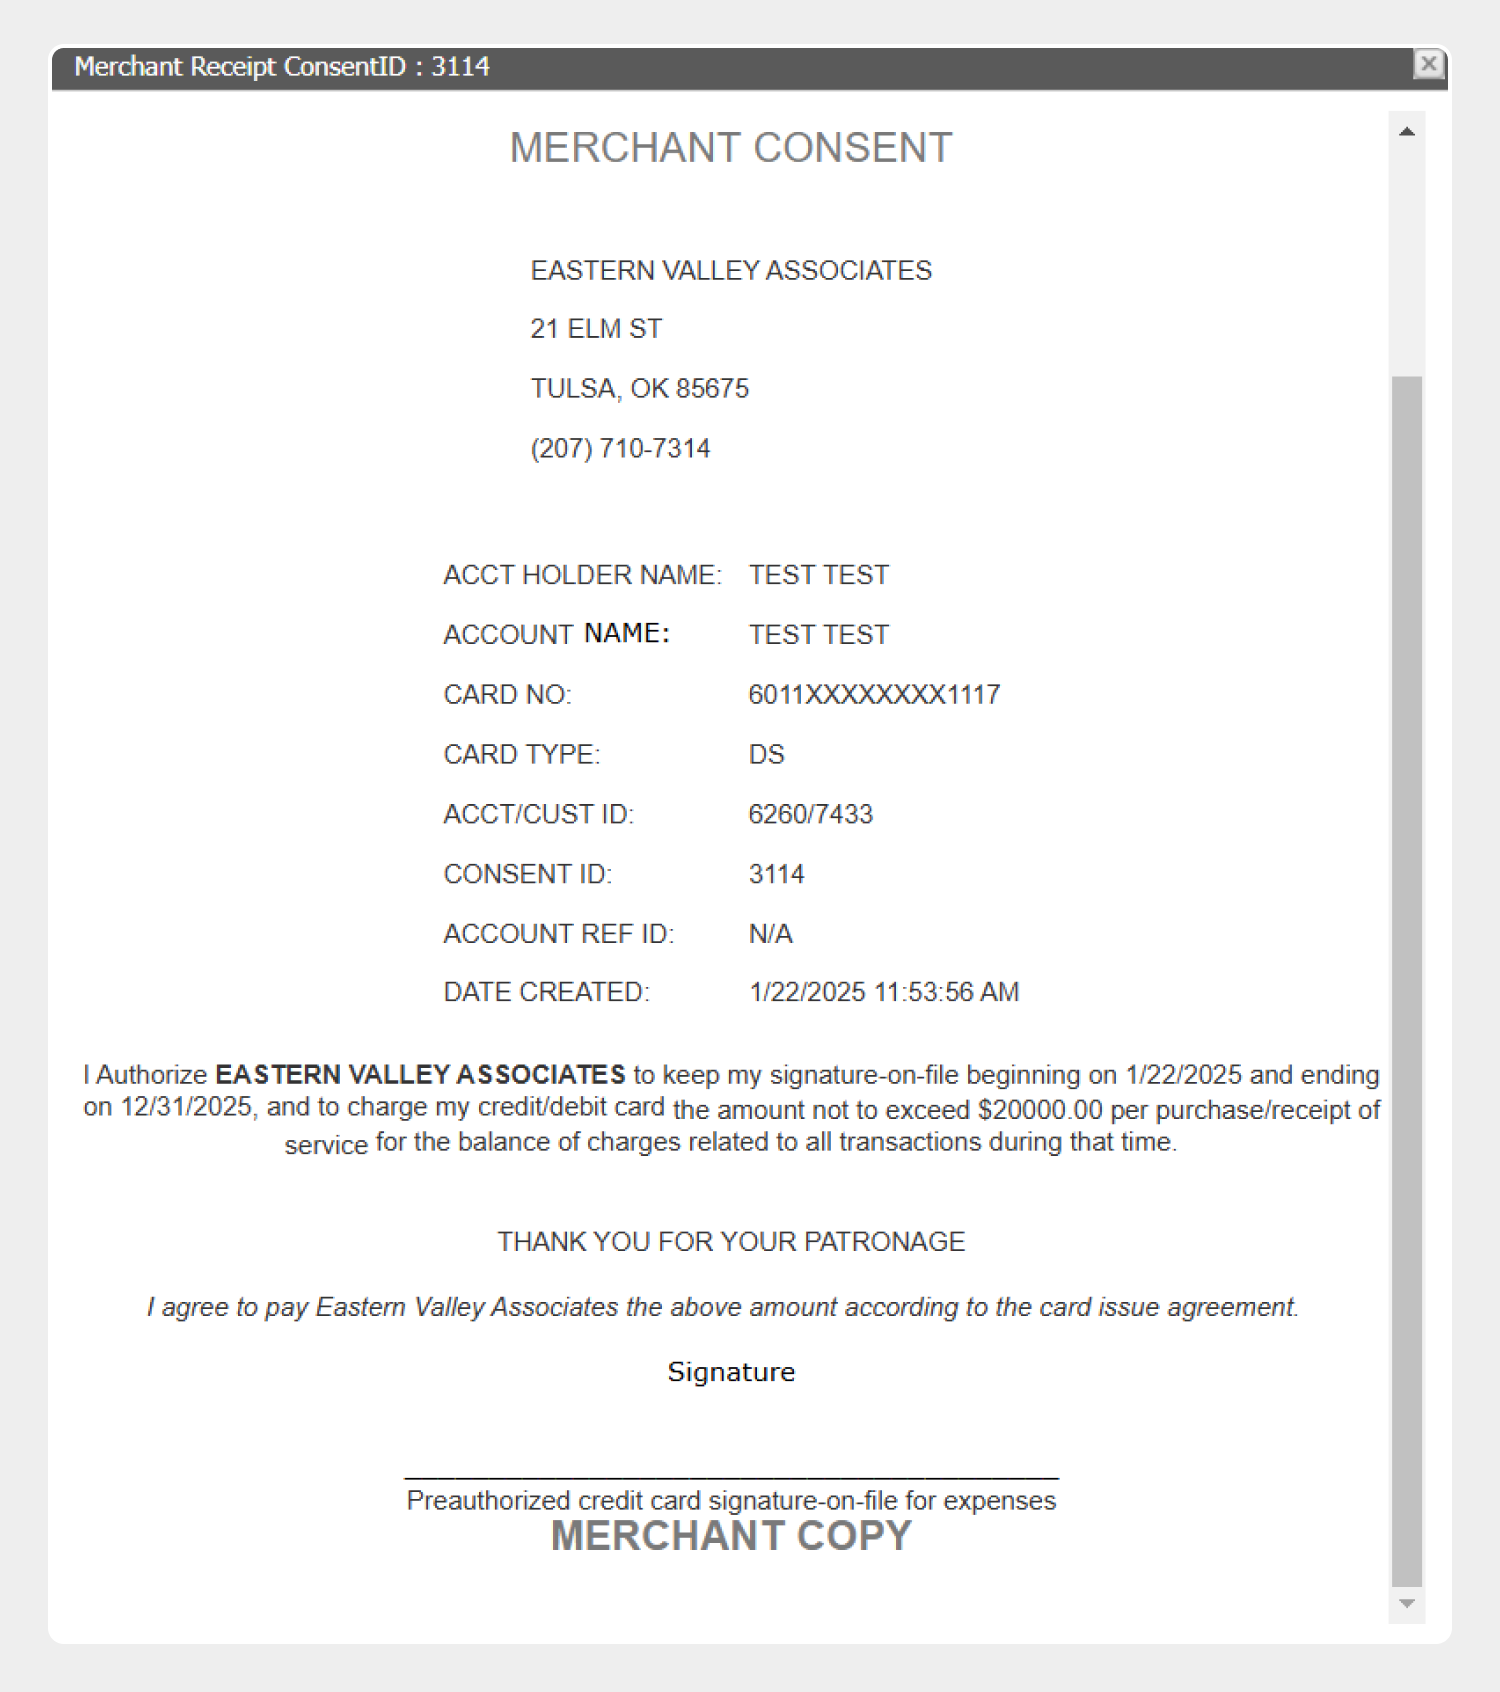 Merchant Receipt ConsentID : 3114
MERCHANT CONSENT
EASTERN VALLEY ASSOCIATES
21 ELM ST
TULSA, OK 85675
(207) 710-7314
ACCT HOLDER NAME: TEST TEST
ACCOUNT NAME: TEST TEST
CARD NO: 6011XXXXXXXX1117
CARD TYPE: DS
ACCT/CUST ID: 6260/7433
CONSENT ID: 3114
ACCOUNT REF ID: N/A
DATE CREATED: 1/22/2025 11:53:56 AM
I Authorize EASTERN VALLEY ASSOCIATES to keep my signature-on-file beginning on 1/22/2025 and ending
on 12/31/2025, and to charge my credit/debit card the amount not to exceed $20000.00 per purchase/receipt of
service for the balance of charges related to all transactions during that time.
THANK YOU FOR YOUR PATRONAGE
I agree to pay Eastern Valley Associates the above amount according to the card issue agreement.
Signature
Preauthorized credit card signature-on-file for expenses
MERCHANT COPY